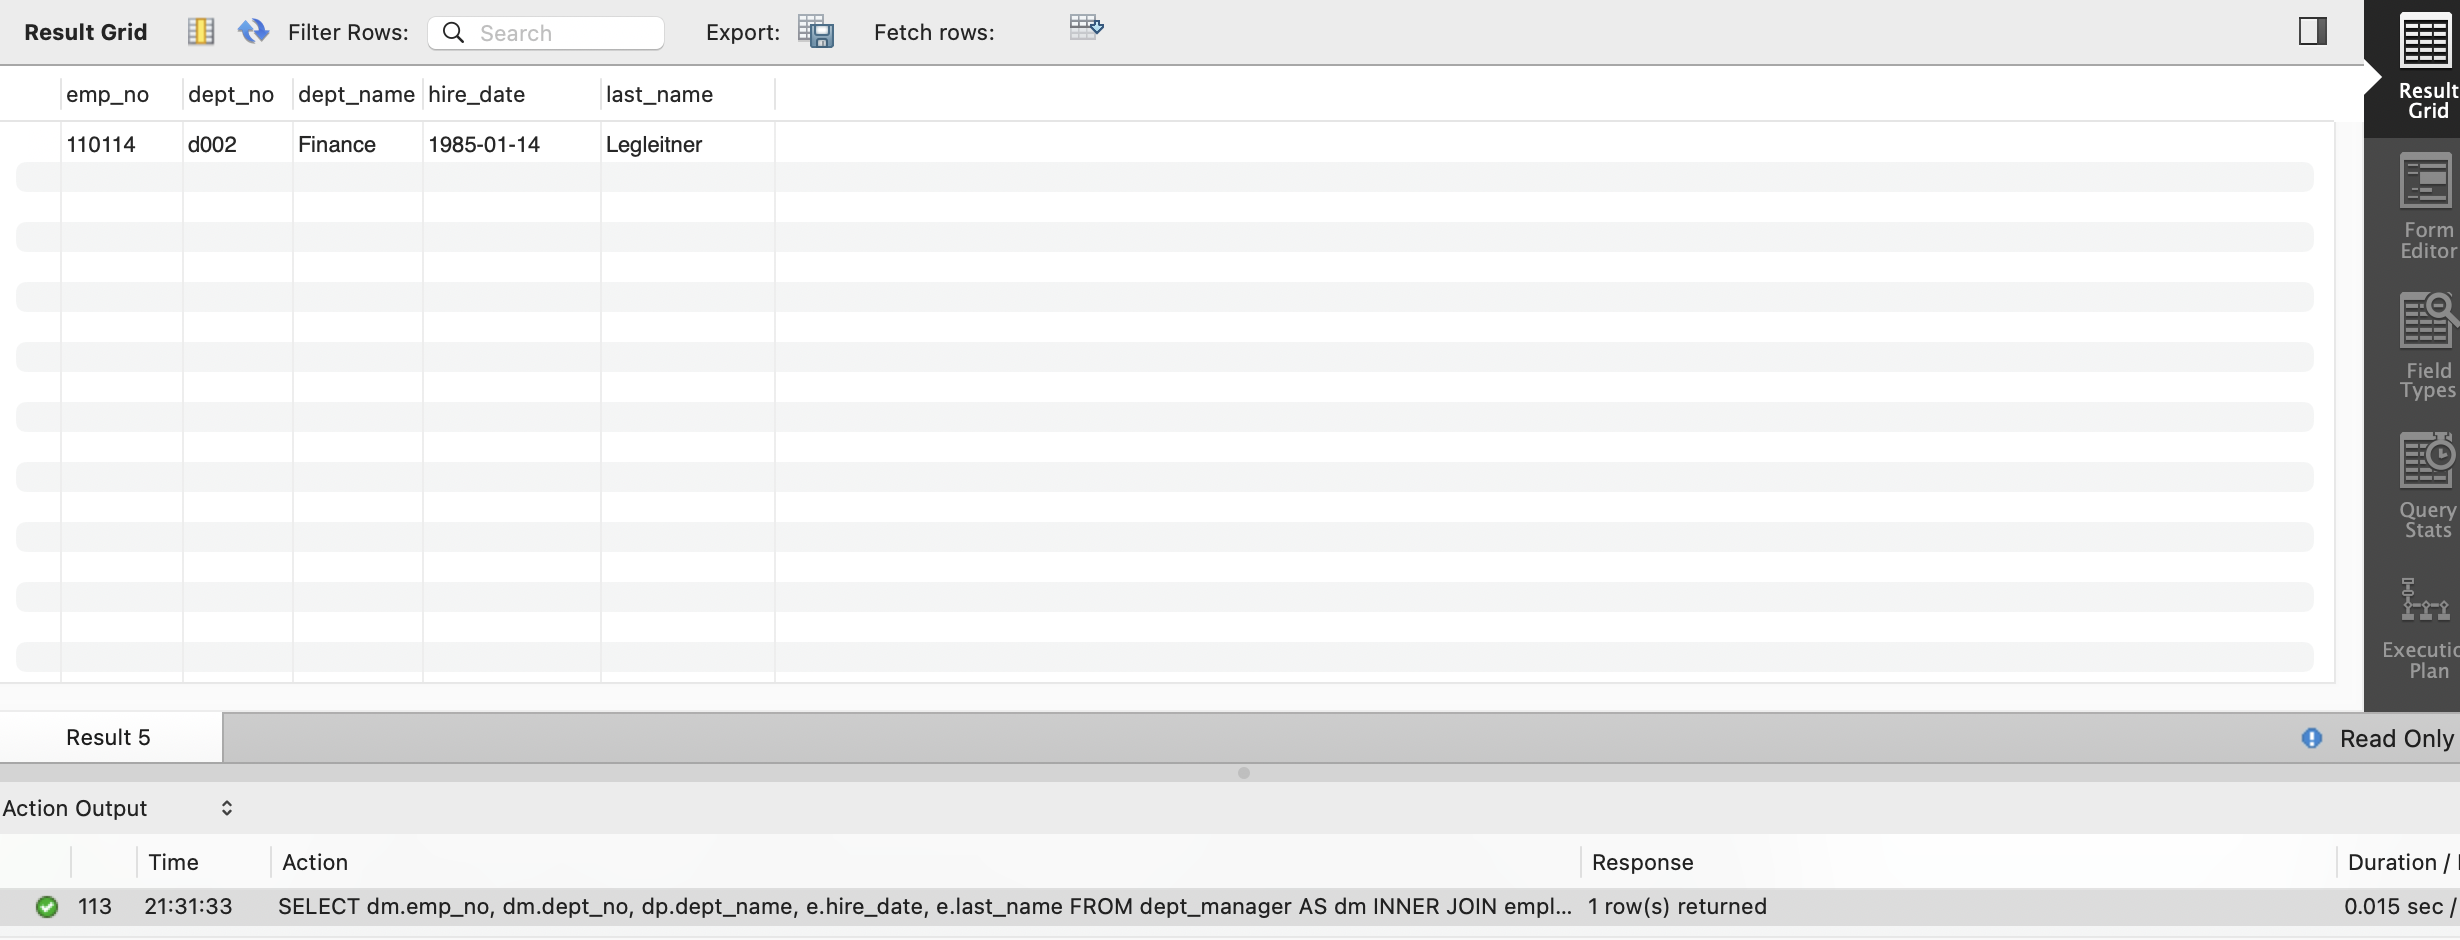 Result Grid Filter Rows: Search Export: Fetch rows:
emp_no dept_no dept_name hire_date last_name
110114 d002 Finance 1985-01-14 Legleitner
Result
Grid
Form
Editor
Field
Types
Query
Stats
Executic
Plan
Result 5 Read Only
Action Output
Time Action Response Duration /
113 21:31:33 SELECT dm.emp_no, dm.dept_no, dp.dept_name, e.hire_date, e.last_name FROM dept_manager AS dm INNER JOIN empl... 1 row(s) returned 0.015 sec /